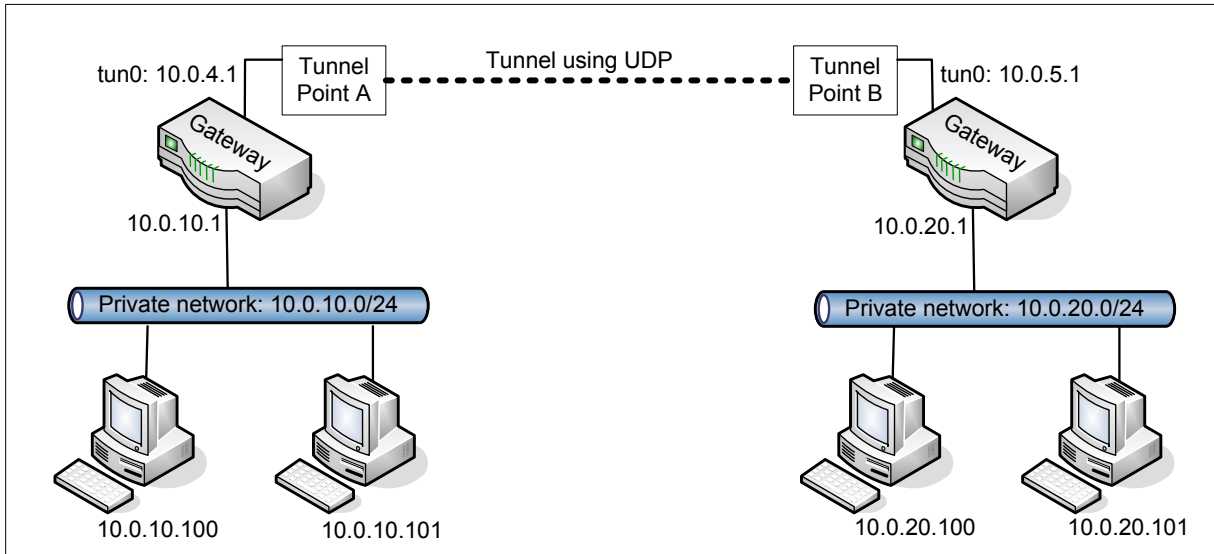 tun0: 10.0.4.1
Tunnel
Point A
Tunnel using UDP
Tunnel
Point B
tun0: 10.0.5.1
Gateway
Gateway
10.0.10.1
10.0.20.1
Private network: 10.0.10.0/24
Private network: 10.0.20.0/24
10.0.10.100
10.0.10.101
10.0.20.100
10.0.20.101